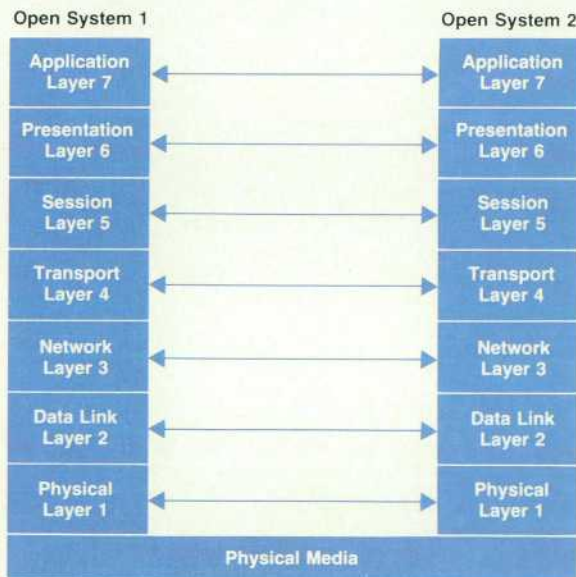 Open System 1
Open System 2
Application
Layer 7
Application
Layer 7
Presentation
Layer 6
Presentation
Layer 6
Session
Layer 5
Session
Layer 5
Transport
Layer 4
Transport
Layer 4
Network
Layer 3
Network
Layer 3
Data Link
Layer 2
Data Link
Layer 2
Physical
Layer 1
Physical
Layer 1
Physical Media